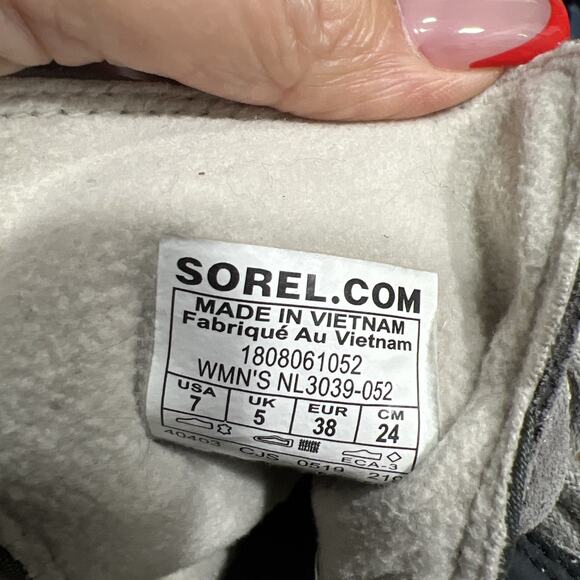 SOREL.COM
MADE IN VIETNAM
Fabriqué Au Vietnam
1808061052
WMN'S NL3039-052
USA UK EUR CM
7 5 38 24
ECA-3
40403 CJS 0519